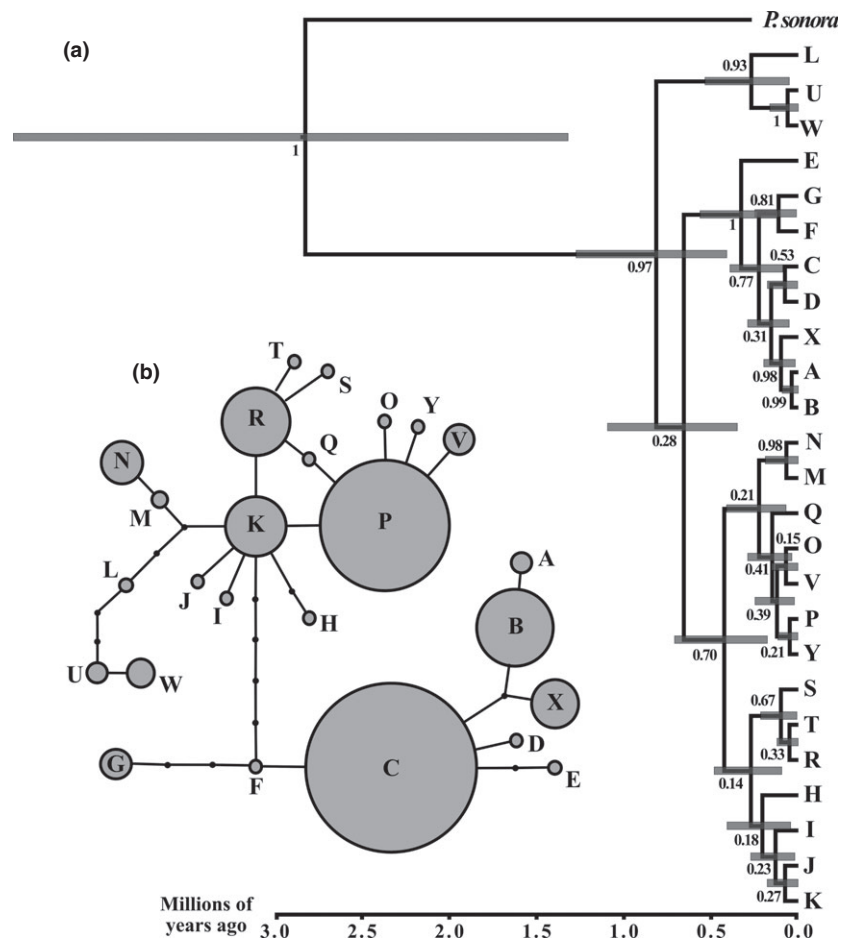 (a)
P. sonora
L
U
W
E
G
F
C
D
X
A
B
N
M
Q
O
V
P
Y
S
T
R
H
I
J
K
0.93
1
1
0.97
0.81
1
0.53
0.77
0.31
0.98
0.99
0.28
0.98
0.21
0.15
0.41
0.39
0.21
0.70
0.67
0.33
0.14
0.18
0.23
0.27
(b)
T
S
R
O
Y
V
Q
N
M
K
P
L
J
I
H
A
B
U
W
X
G
F
C
D
E
Millions of
years ago
3.0 2.5 2.0 1.5 1.0 0.5 0.0